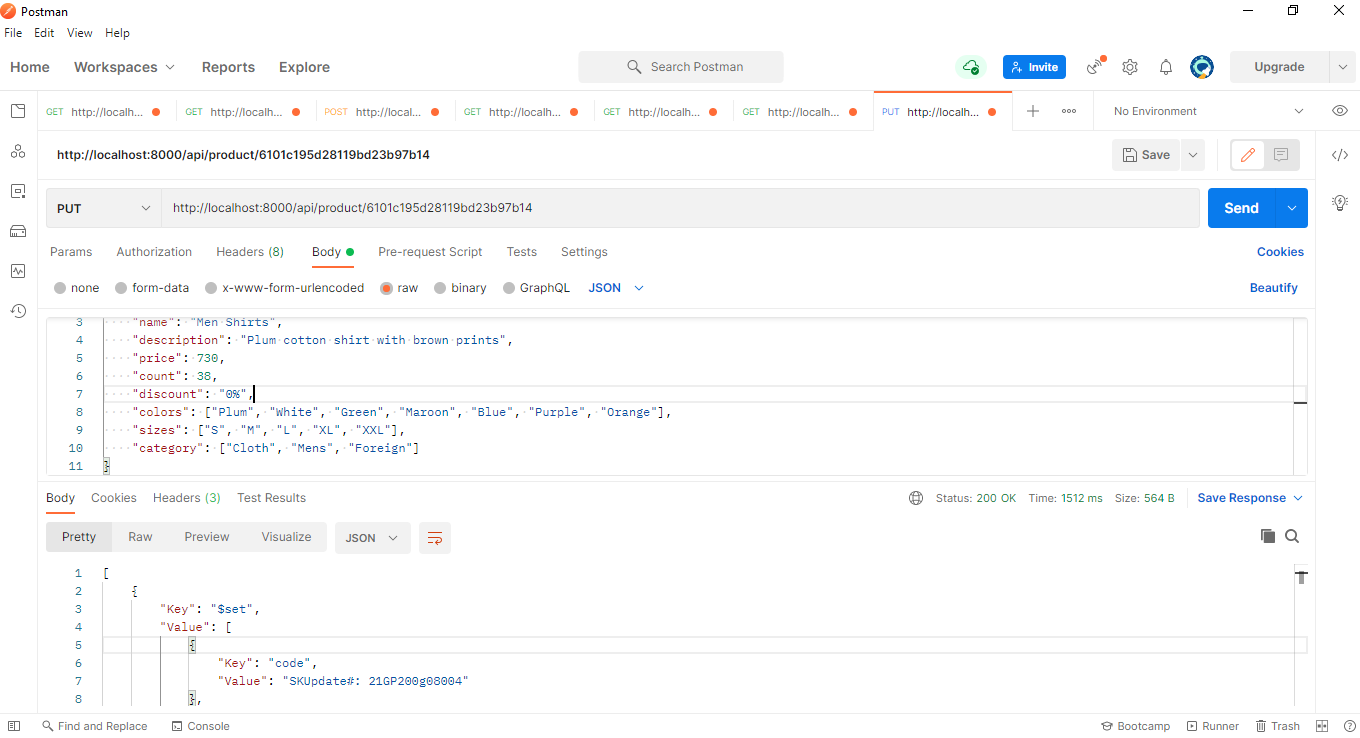 Postman
File Edit View Help
Home Workspaces Reports Explore Search Postman Invite Upgrade
GET http://localh... GET http://localh... POST http://local... GET http://localh... GET http://localh... GET http://localh... PUT http://localh... No Environment
http://localhost:8000/api/product/6101c195d28119bd23b97b14 Save
PUT http://localhost:8000/api/product/6101c195d28119bd23b97b14 Send
Params Authorization Headers (8) Body Pre-request Script Tests Settings Cookies
none form-data x-www-form-urlencoded raw binary GraphQL JSON Beautify
3 "name": "Men Shirts",
4 "description": "Plum cotton shirt with brown prints",
5 "price": 730,
6 "count": 38,
7 "discount": "0%",
8 "colors": ["Plum", "White", "Green", "Maroon", "Blue", "Purple", "Orange"],
9 "sizes": ["S", "M", "L", "XL", "XXL"],
10 "category": ["Cloth", "Mens", "Foreign"]
11 }
Body Cookies Headers (3) Test Results Status: 200 OK Time: 1512 ms Size: 564 B Save Response
Pretty Raw Preview Visualize JSON
1 [
2 {
3 "Key": "$set",
4 "Value": [
5 {
6 "Key": "code",
7 "Value": "SKUpdate#: 21GP200g08004"
8 },
Find and Replace Console Bootcamp Runner Trash